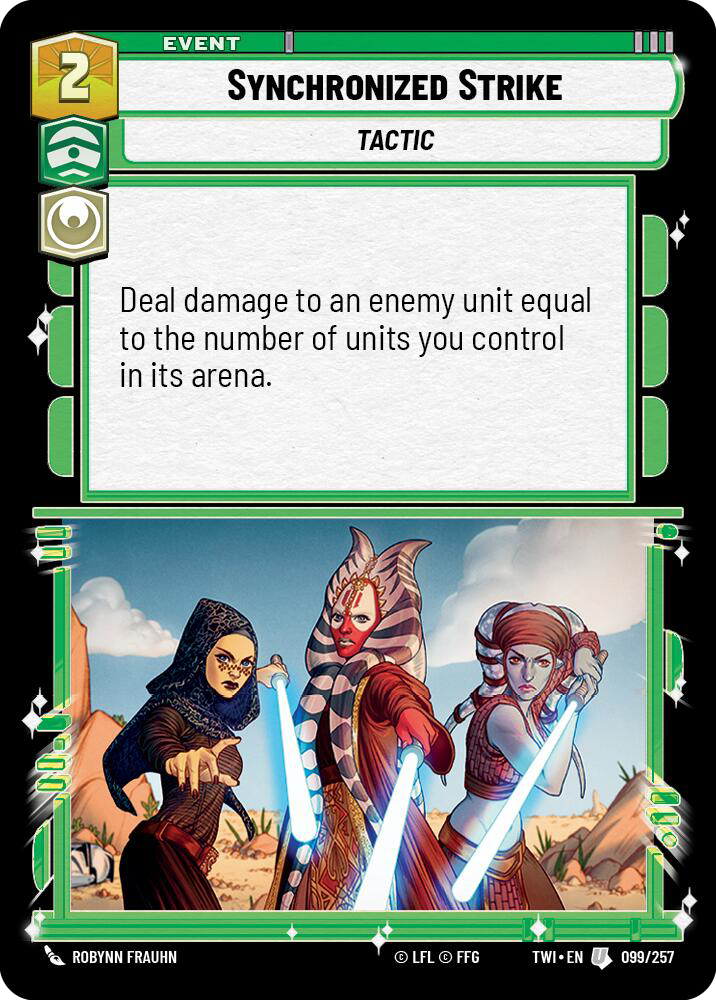 EVENT
2
SYNCHRONIZED STRIKE
TACTIC
Deal damage to an enemy unit equal
to the number of units you control
in its arena.
ROBYNN FRAUHN
© LFL © FFG
TWI • EN
U
099/257